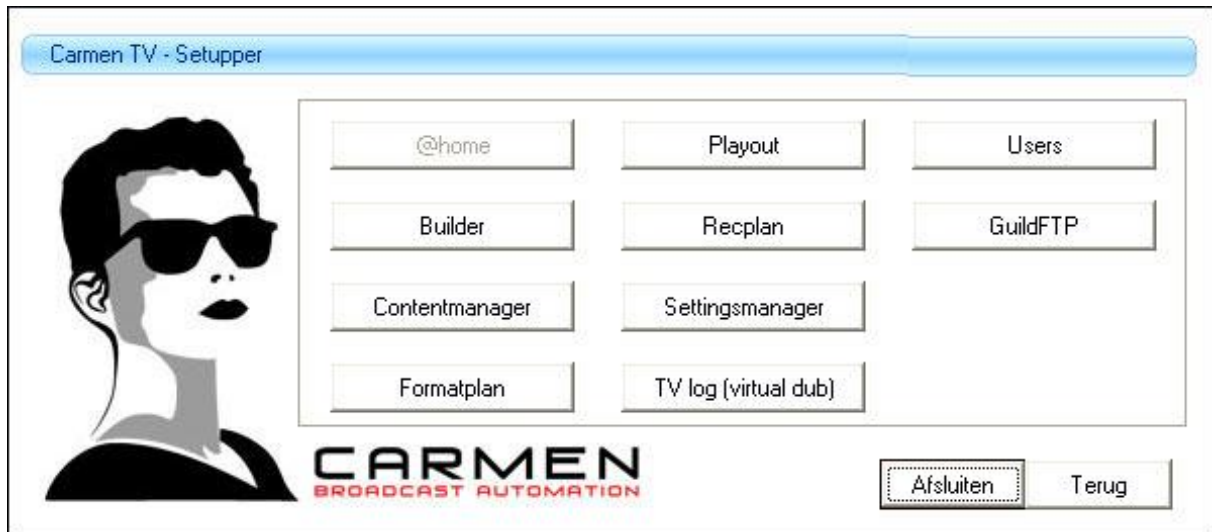 Carmen TV - Setupper
@home
Playout
Users
Builder
Recplan
GuildFTP
Contentmanager
Settingsmanager
Formatplan
TV log (virtual dub)
CARMEN
BROADCAST AUTOMATION
Afsluiten
Terug